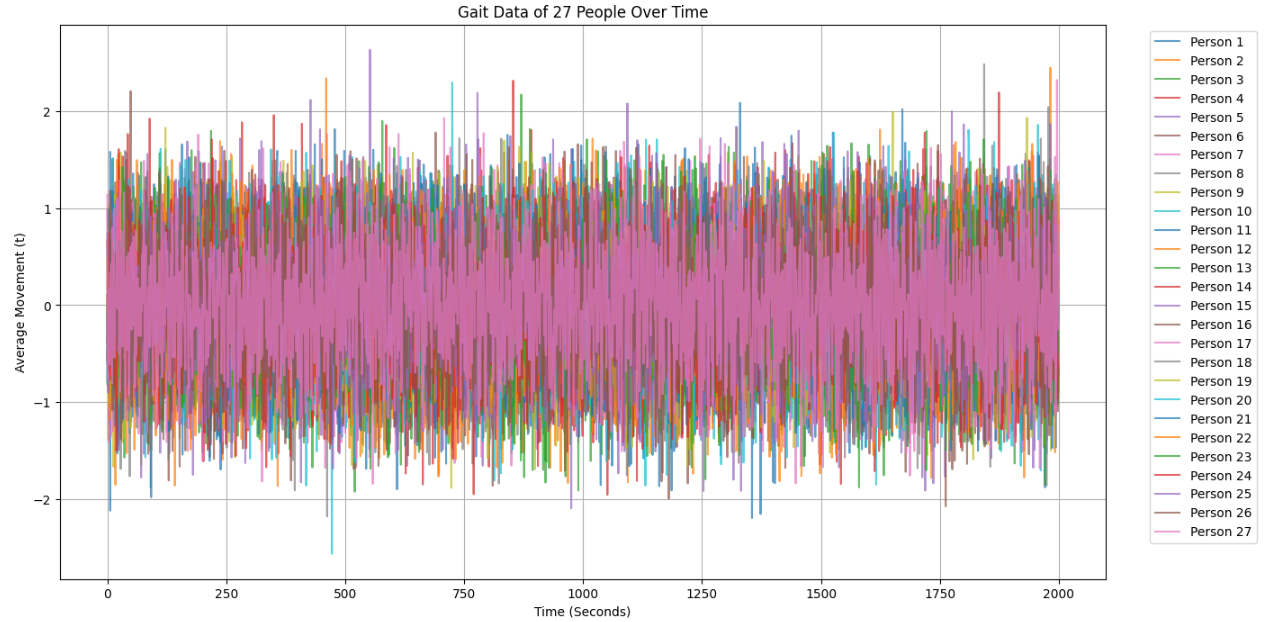 Gait Data of 27 People Over Time
Average Movement (t)
2
1
0
−1
−2
0 250 500 750 1000 1250 1500 1750 2000
Time (Seconds)
Person 1
Person 2
Person 3
Person 4
Person 5
Person 6
Person 7
Person 8
Person 9
Person 10
Person 11
Person 12
Person 13
Person 14
Person 15
Person 16
Person 17
Person 18
Person 19
Person 20
Person 21
Person 22
Person 23
Person 24
Person 25
Person 26
Person 27